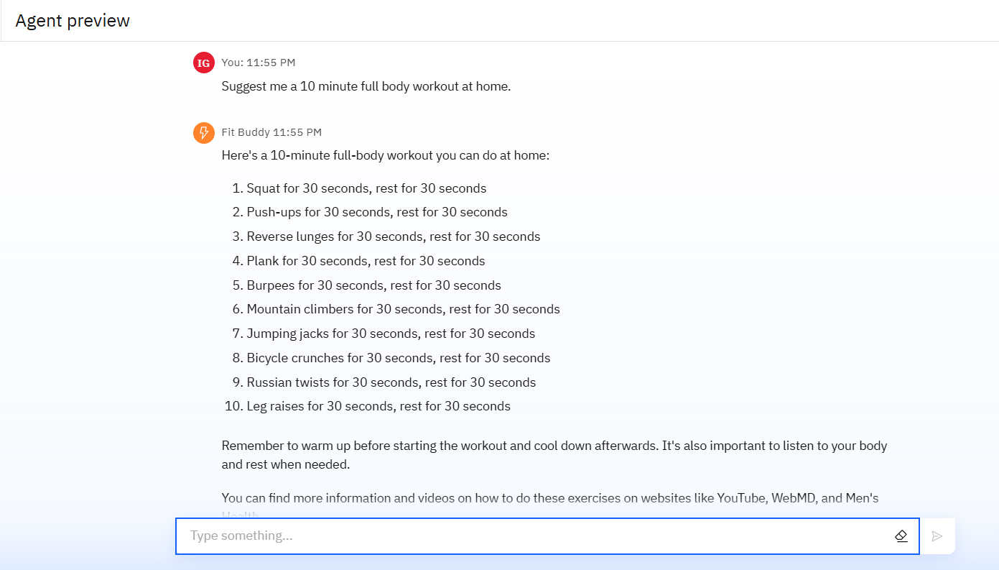 Agent preview
IG
You: 11:55 PM
Suggest me a 10 minute full body workout at home.
Fit Buddy 11:55 PM
Here's a 10-minute full-body workout you can do at home:
1. Squat for 30 seconds, rest for 30 seconds
2. Push-ups for 30 seconds, rest for 30 seconds
3. Reverse lunges for 30 seconds, rest for 30 seconds
4. Plank for 30 seconds, rest for 30 seconds
5. Burpees for 30 seconds, rest for 30 seconds
6. Mountain climbers for 30 seconds, rest for 30 seconds
7. Jumping jacks for 30 seconds, rest for 30 seconds
8. Bicycle crunches for 30 seconds, rest for 30 seconds
9. Russian twists for 30 seconds, rest for 30 seconds
10. Leg raises for 30 seconds, rest for 30 seconds
Remember to warm up before starting the workout and cool down afterwards. It's also important to listen to your body
and rest when needed.
You can find more information and videos on how to do these exercises on websites like YouTube, WebMD, and Men's
Health
Type something...